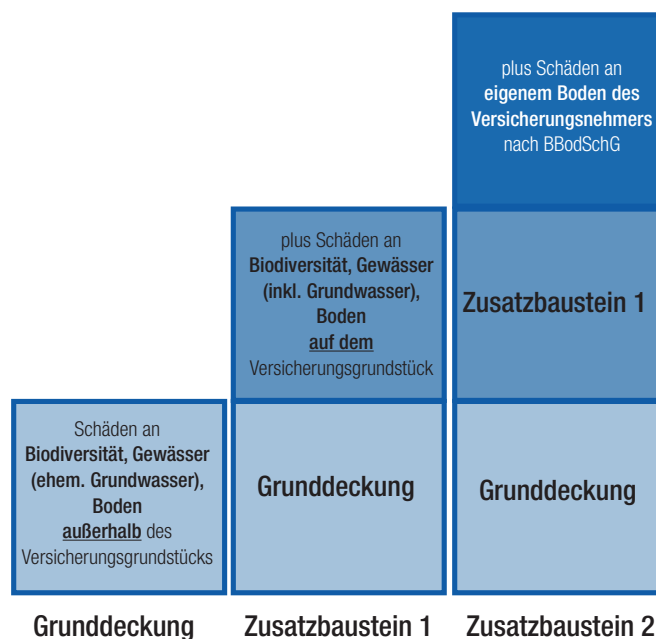 plus Schäden an
eigenem Boden des
Versicherungsnehmers
nach BBodSchG
plus Schäden an
Biodiversität, Gewässer
(inkl. Grundwasser),
Boden
auf dem
Versicherungsgrundstück
Zusatzbaustein 1
Schäden an
Biodiversität, Gewässer
(ehem. Grundwasser),
Boden
außerhalb des
Versicherungsgrundstücks
Grunddeckung
Grunddeckung
Grunddeckung
Zusatzbaustein 1
Zusatzbaustein 2